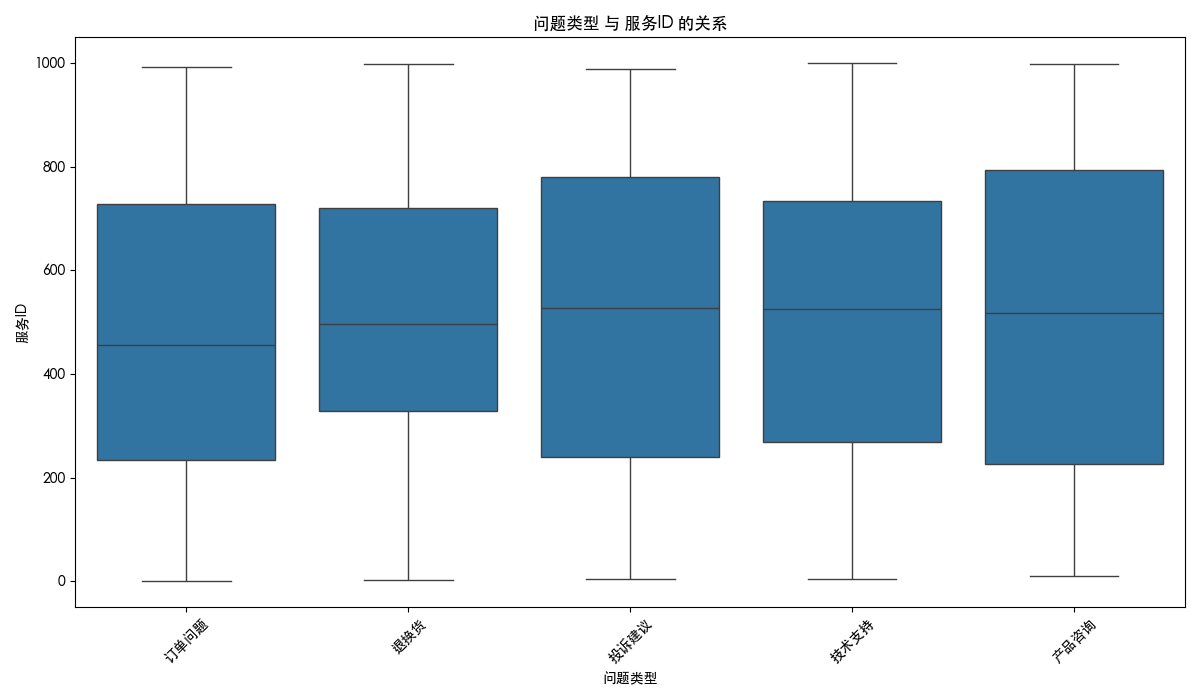 问题类型 与 服务ID 的关系
服务ID
1000
800
600
400
200
0
订单问题
退换货
投诉建议
技术支持
产品咨询
问题类型